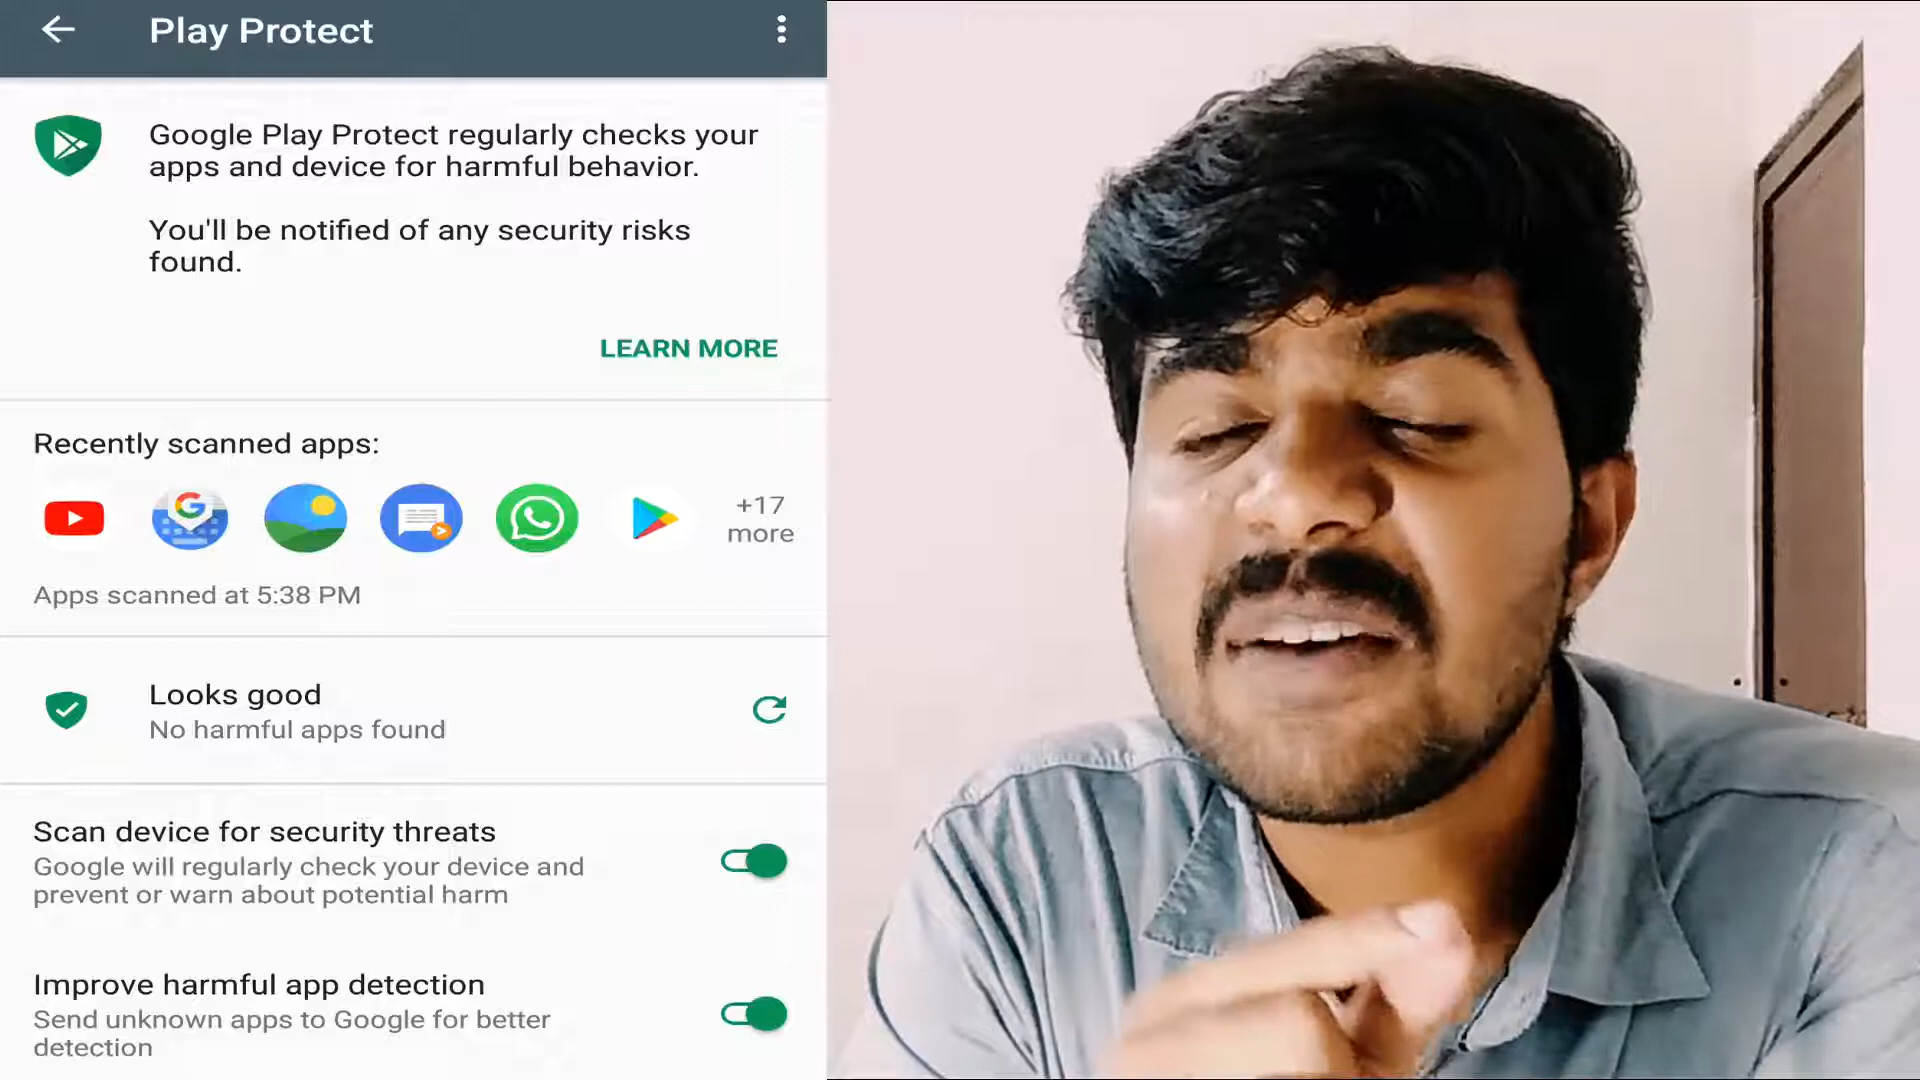 Play Protect
Google Play Protect regularly checks your
apps and device for harmful behavior.
You'll be notified of any security risks
found.
LEARN MORE
Recently scanned apps:
+17
more
Apps scanned at 5:38 PM
Looks good
No harmful apps found
Scan device for security threats
Google will regularly check your device and
prevent or warn about potential harm
Improve harmful app detection
Send unknown apps to Google for better
detection